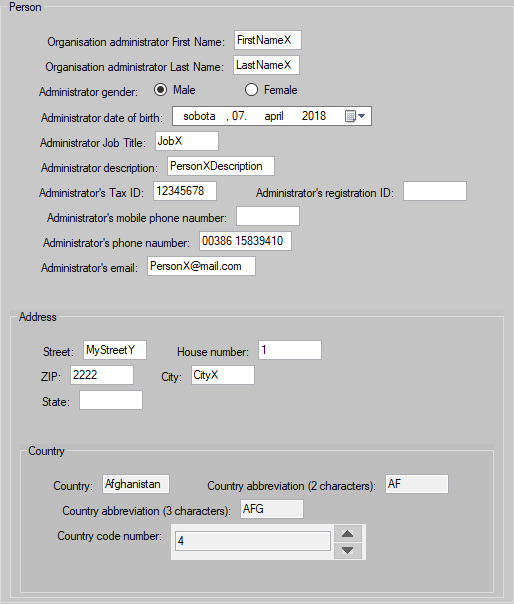 Person
Organisation administrator First Name: FirstNameX
Organisation administrator Last Name: LastNameX
Administrator gender: Male Female
Administrator date of birth: sobota , 07. april 2018
Administrator Job Title: JobX
Administrator description: PersonXDescription
Administrator's Tax ID: 12345678 Administrator's registration ID:
Administrator's mobile phone naumber:
Administrator's phone naumber: 00386 15839410
Administrator's email: PersonX@mail.com
Address
Street: MyStreetY House number: 1
ZIP: 2222 City: CityX
State:
Country
Country: Afghanistan Country abbreviation (2 characters): AF
Country abbreviation (3 characters): AFG
Country code number: 4